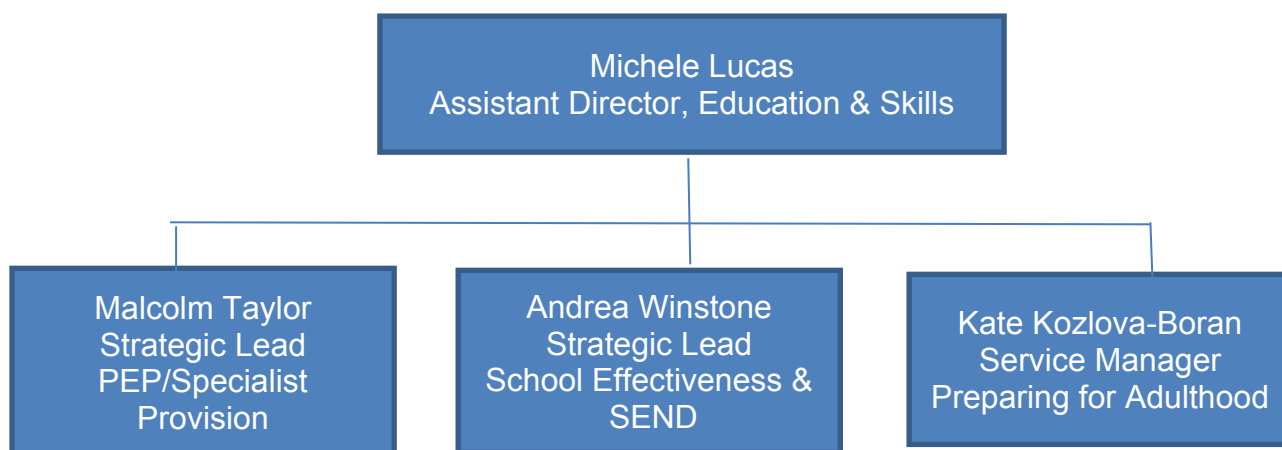 Michele Lucas
Assistant Director, Education & Skills
Malcolm Taylor
Strategic Lead
PEP/Specialist
Provision
Andrea Winstone
Strategic Lead
School Effectiveness &
SEND
Kate Kozlova-Boran
Service Manager
Preparing for Adulthood